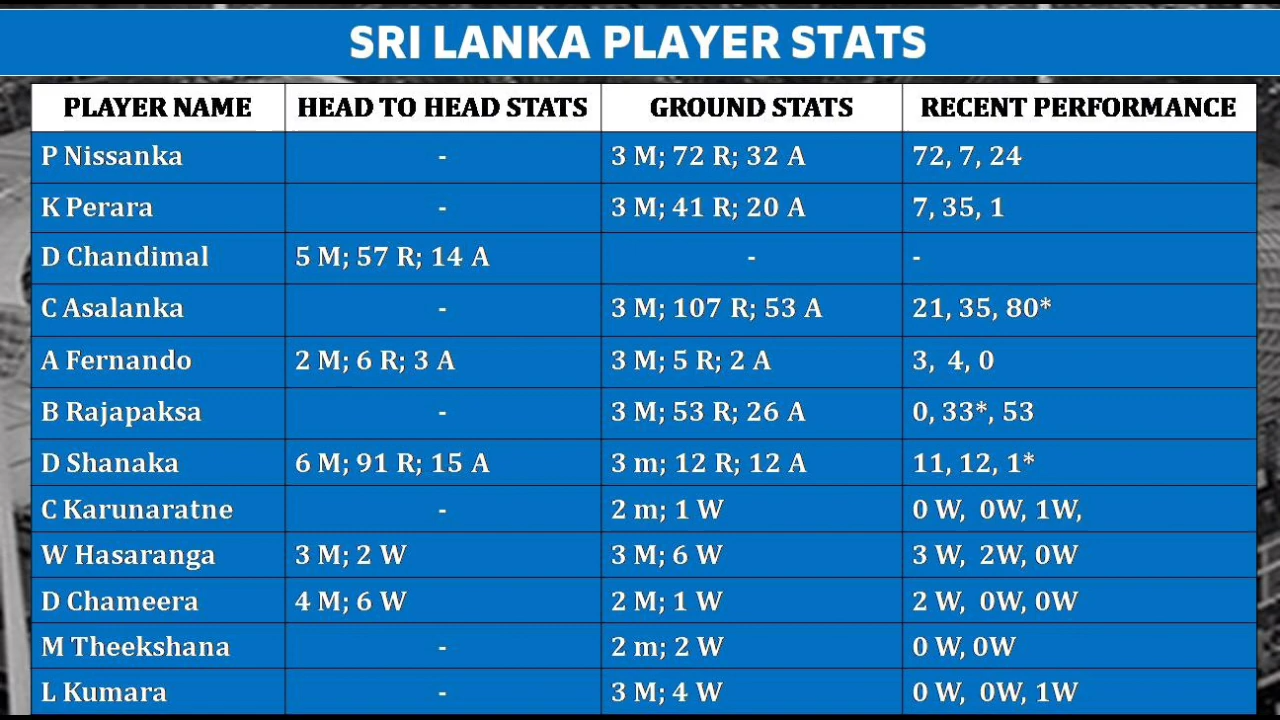 SRI LANKA PLAYER STATS
PLAYER NAME HEAD TO HEAD STATS GROUND STATS RECENT PERFORMANCE
P Nissanka - 3 M; 72 R; 32 A 72, 7, 24
K Perara - 3 M; 41 R; 20 A 7, 35, 1
D Chandimal 5 M; 57 R; 14 A - -
C Asalanka - 3 M; 107 R; 53 A 21, 35, 80*
A Fernando 2 M; 6 R; 3 A 3 M; 5 R; 2 A 3, 4, 0
B Rajapaksa - 3 M; 53 R; 26 A 0, 33*, 53
D Shanaka 6 M; 91 R; 15 A 3 m; 12 R; 12 A 11, 12, 1*
C Karunaratne - 2 m; 1 W 0 W, 0W, 1W,
W Hasaranga 3 M; 2 W 3 M; 6 W 3 W, 2W, 0W
D Chameera 4 M; 6 W 2 M; 1 W 2 W, 0W, 0W
M Theekshana - 2 m; 2 W 0 W, 0W
L Kumara - 3 M; 4 W 0 W, 0W, 1W